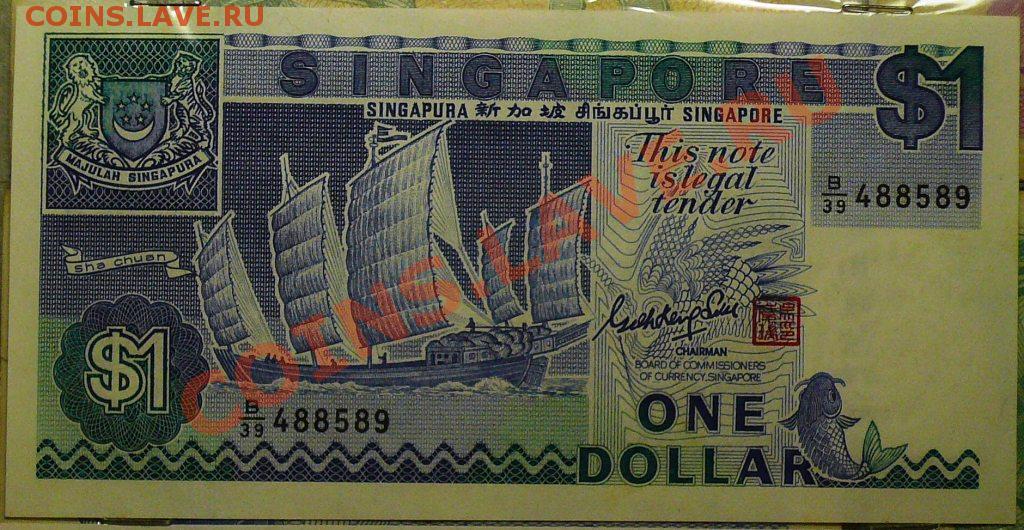 COINS.LAVE.RU
SINGAPORE
$1
SINGAPURA 新加坡 சிங்கப்பூர் SINGAPORE
MAJULAH SINGAPURA
This note
is legal
tender
B/39 488589
sha chuan
COINS.LAVE.RU
CHAIRMAN
BOARD OF COMMISSIONERS
OF CURRENCY, SINGAPORE
$1
B/39 488589
ONE
DOLLAR